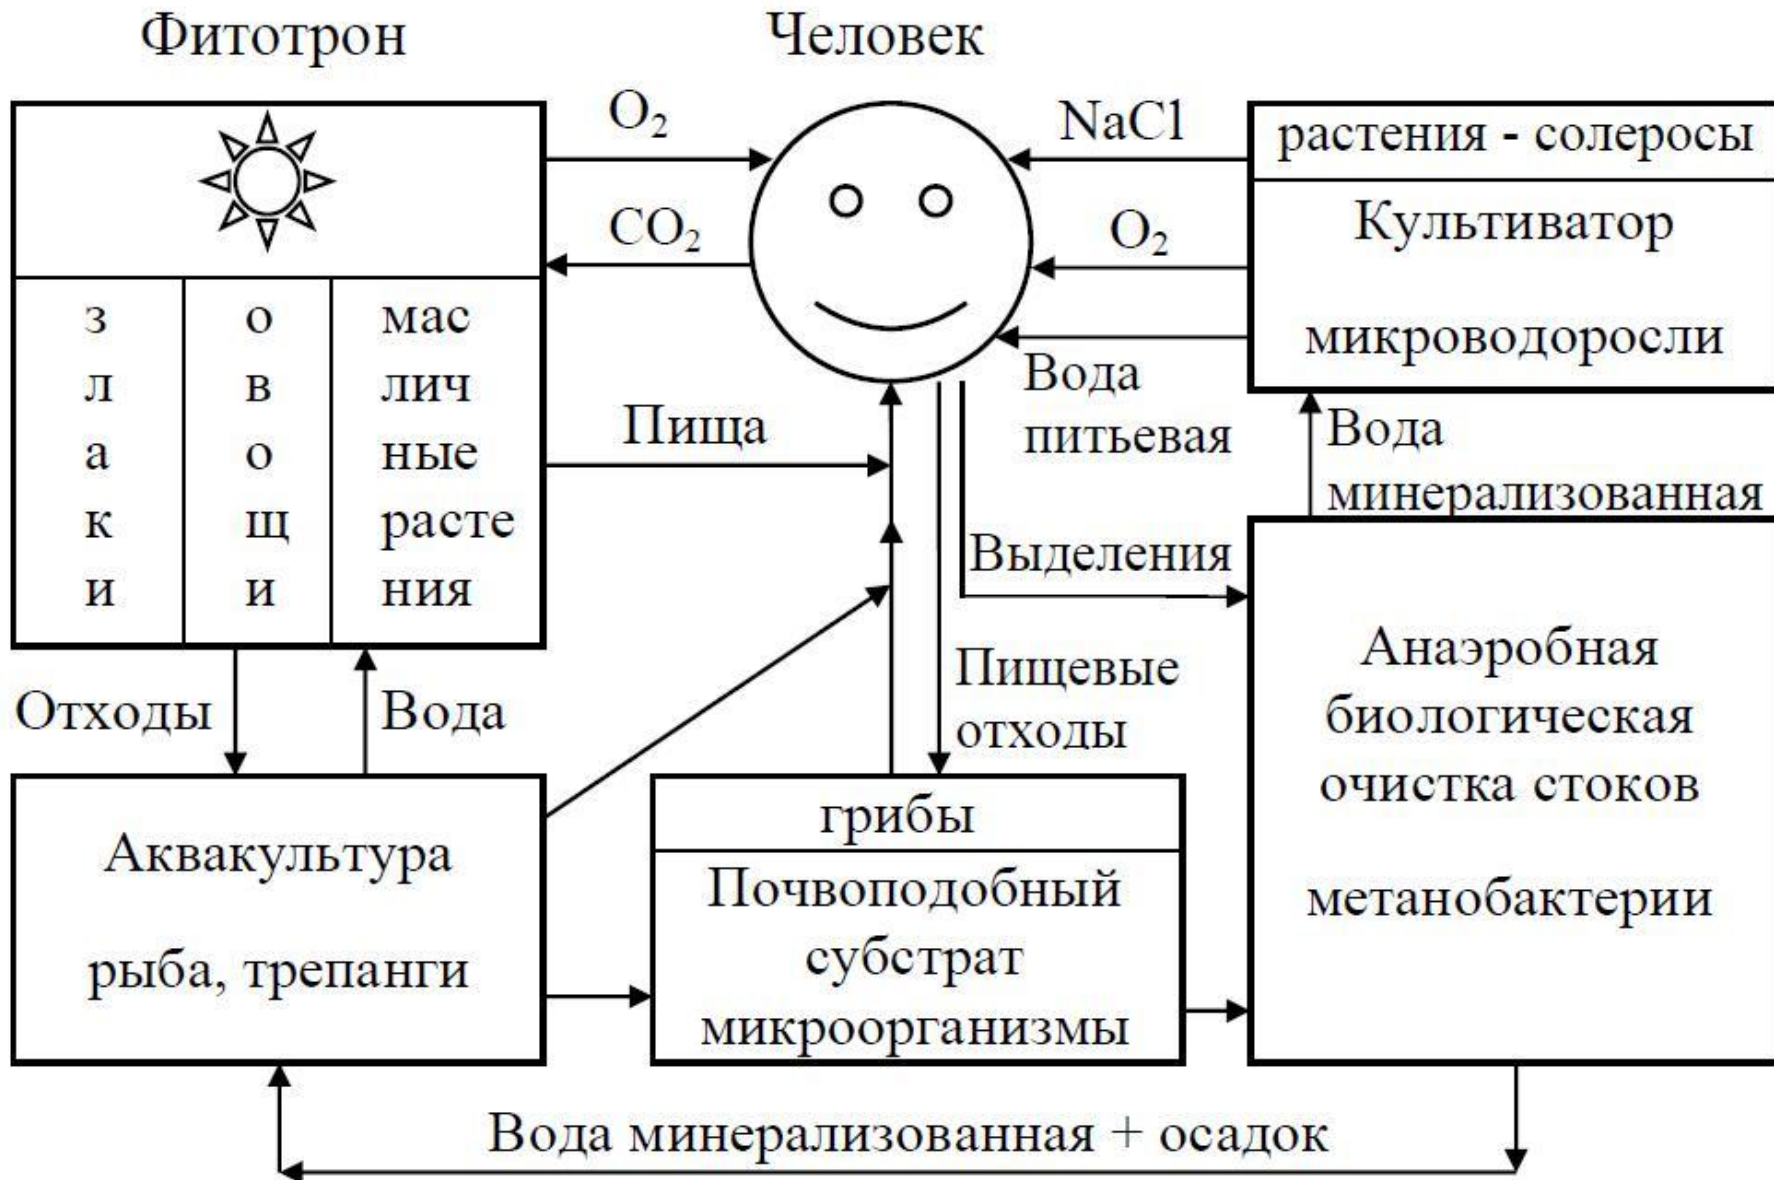 Фитотрон
Человек
O₂
CO₂
NaCl
O₂
Вода
питьевая
растения - солеросы
Культиватор
микроводоросли
злаки
овощи
мас
лич
ные
расте
ния
Пища
Вода
минерализованная
Выделения
Пищевые
отходы
Отходы
Вода
Анаэробная
биологическая
очистка стоков
метанобактерии
Аквакультура
рыба, трепанги
грибы
Почвоподобный
субстрат
микроорганизмы
Вода минерализованная + осадок